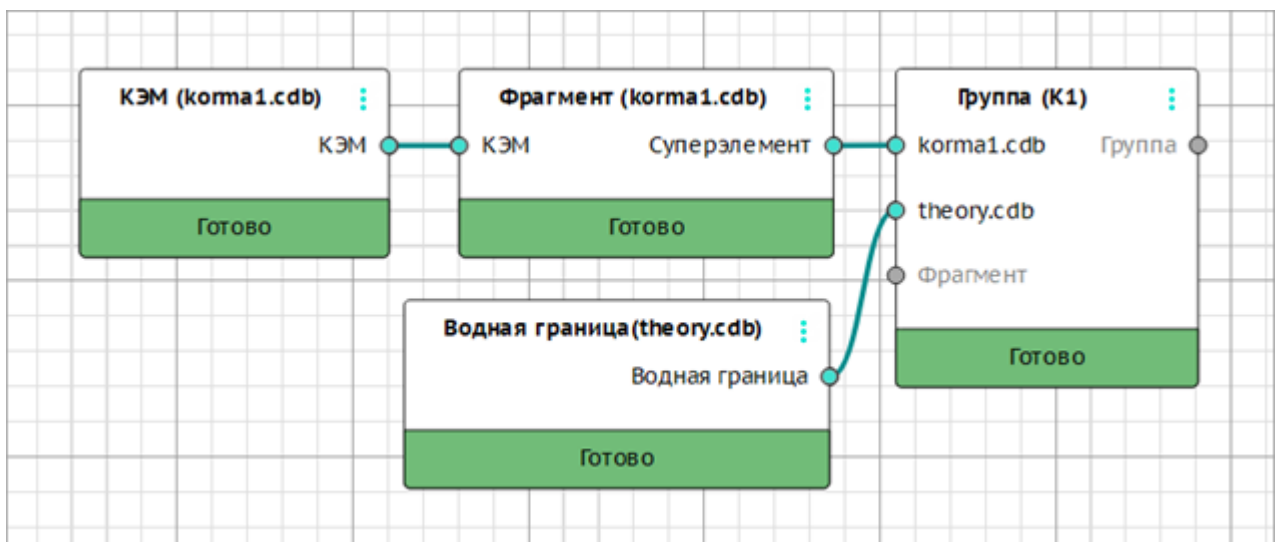 КЭМ (korma1.cdb)
КЭМ
Готово
Фрагмент (korma1.cdb)
КЭМ
Суперэлемент
Готово
Группа (K1)
korma1.cdb
Группа
theory.cdb
Фрагмент
Готово
Водная граница(theory.cdb)
Водная граница
Готово